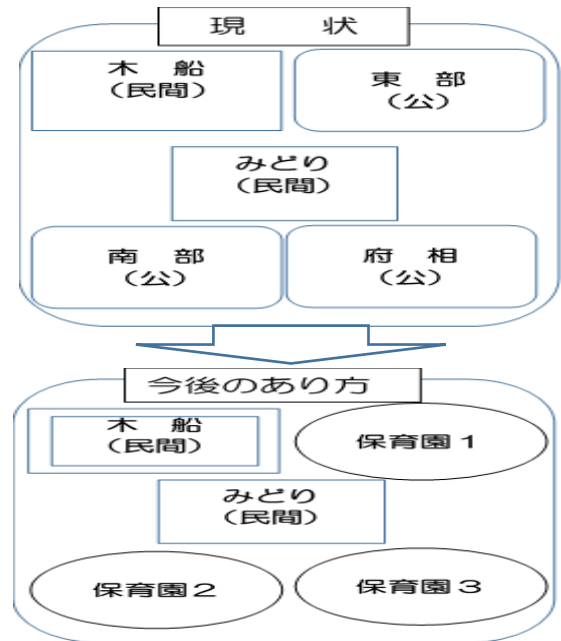 現　　状
木　船
（民間）
東　部
（公）
みどり
（民間）
南　部
（公）
府　相
（公）
今後のあり方
木　船
（民間）
保育園１
みどり
（民間）
保育園２
保育園３